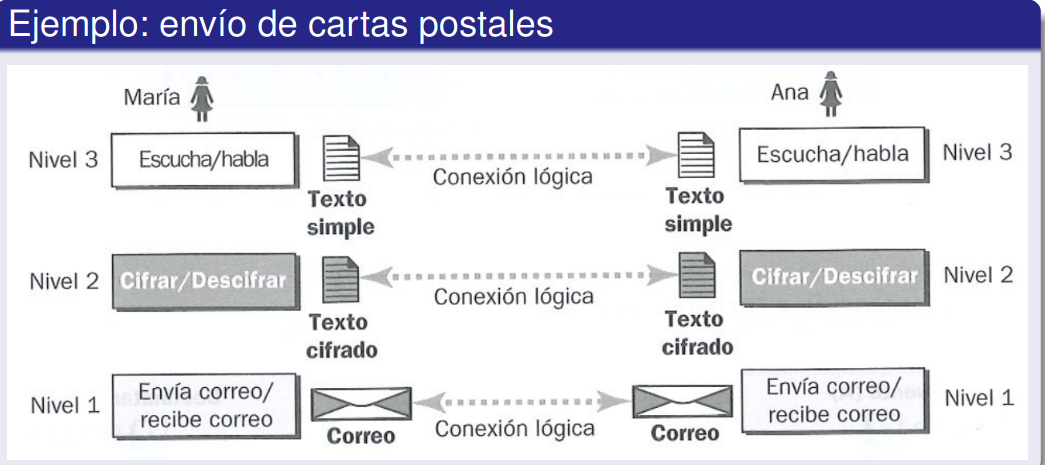 Ejemplo: envío de cartas postales
María
Ana
Nivel 3
Escucha/habla
Conexión lógica
Escucha/habla
Nivel 3
Texto
simple
Texto
simple
Nivel 2
Cifrar/Descifrar
Conexión lógica
Cifrar/Descifrar
Nivel 2
Texto
cifrado
Texto
cifrado
Nivel 1
Envía correo/
recibe correo
Correo
Conexión lógica
Correo
Envía correo/
recibe correo
Nivel 1